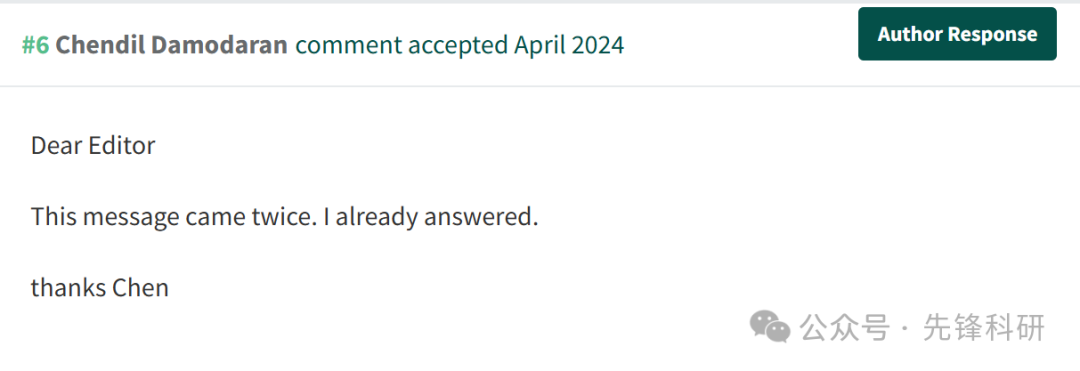 #6 Chendil Damodaran comment accepted April 2024
Author Response
Dear Editor
This message came twice. I already answered.
thanks Chen
公众号 · 先锋科研